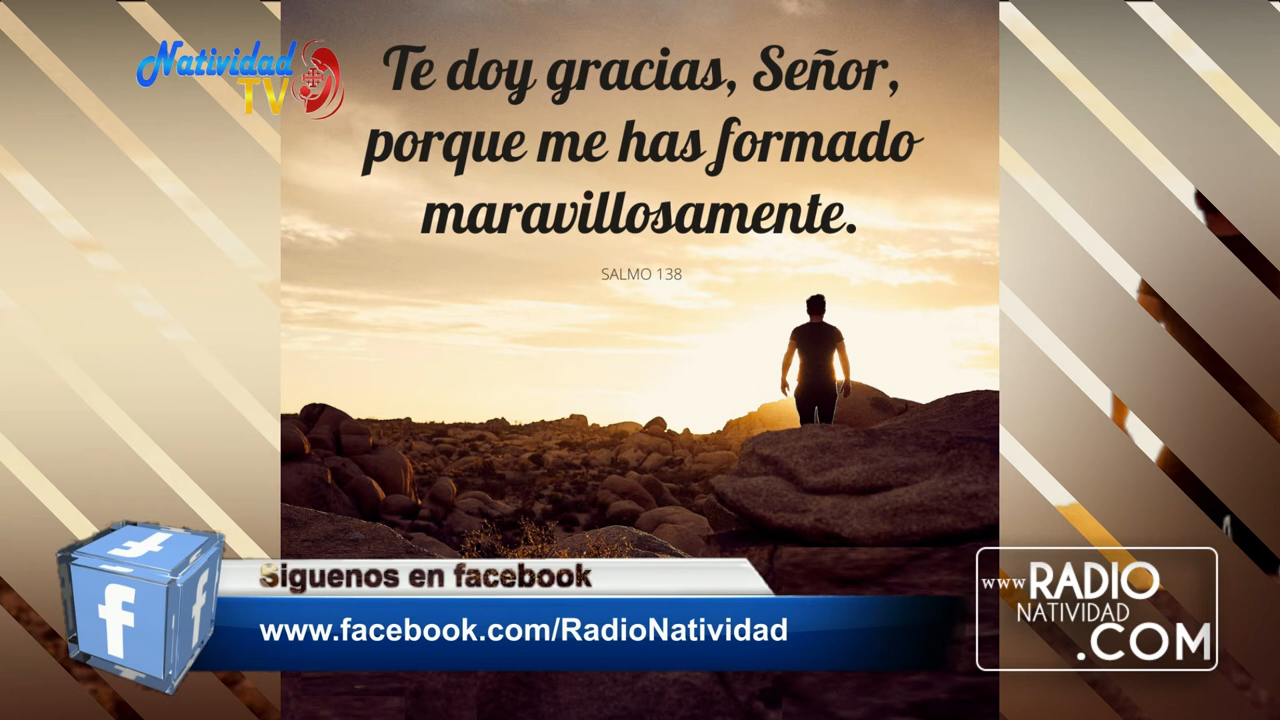 Natividad
TV
Te doy gracias, Señor,
porque me has formado
maravillosamente.
SALMO 138
Siguenos en facebook
www.facebook.com/RadioNatividad
www RADIO
NATIVIDAD
.COM